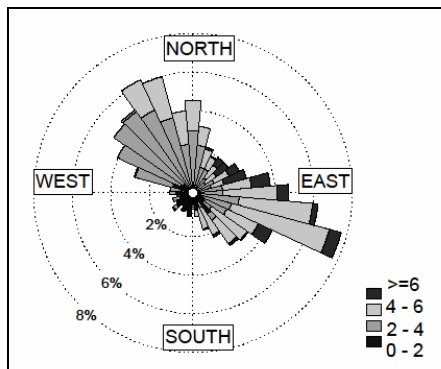 NORTH
WEST
EAST
2%
4%
6%
8%
SOUTH
>=6
4 - 6
2 - 4
0 - 2